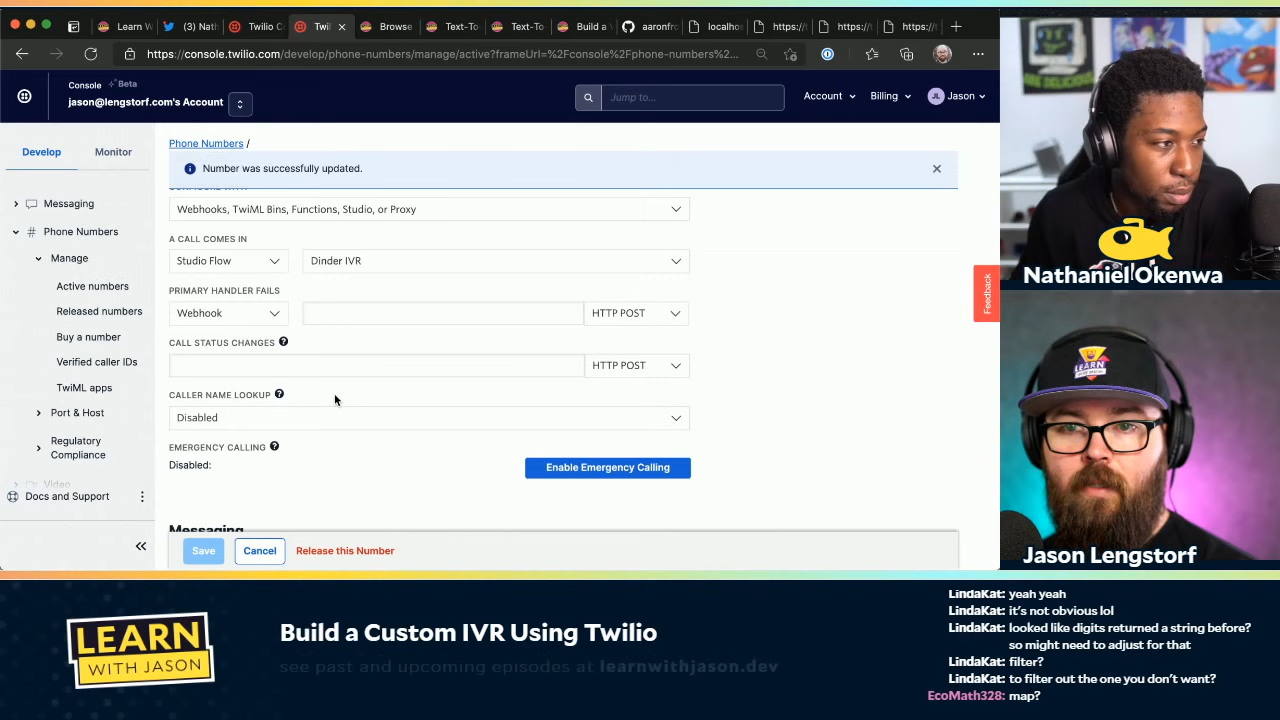 Learn W
(3) Nath
Twilio C
Twil
Browse
Text-To
Text-To
Build a
aaronfr
localhos
https://
https://
https://
https://console.twilio.com/develop/phone-numbers/manage/active?frameUrl=%2Fconsole%2Fphone-numbers%2...
Console Beta
jason@lengstorf.com's Account
Jump to...
Account
Billing
JL Jason
Develop
Monitor
Messaging
# Phone Numbers
Manage
Active numbers
Released numbers
Buy a number
Verified caller IDs
TwiML apps
Port & Host
Regulatory
Compliance
Video
Docs and Support
Phone Numbers /
Number was successfully updated.
Webhooks, TwiML Bins, Functions, Studio, or Proxy
A CALL COMES IN
Studio Flow
Dinder IVR
PRIMARY HANDLER FAILS
Webhook
HTTP POST
CALL STATUS CHANGES
HTTP POST
CALLER NAME LOOKUP
Disabled
EMERGENCY CALLING
Disabled:
Enable Emergency Calling
Messaging
Save
Cancel
Release this Number
Feedback
ARE DELICIOUS
Nathaniel Okenwa
LEARN
Jason Lengstorf
LEARN
WITH JASON
Build a Custom IVR Using Twilio
see past and upcoming episodes at learnwithjason.dev
LindaKat: yeah yeah
LindaKat: it's not obvious lol
LindaKat: looked like digits returned a string before?
so might need to adjust for that
LindaKat: filter?
LindaKat: to filter out the one you don't want?
EcoMath328: map?